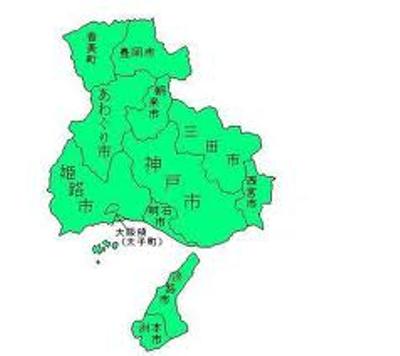 香美町
豊岡市
あわくり市
朝来市
三田市
神戸市
姫路市
西宮市
明石市
大阪領
（天子町）
淡路市
洲本市